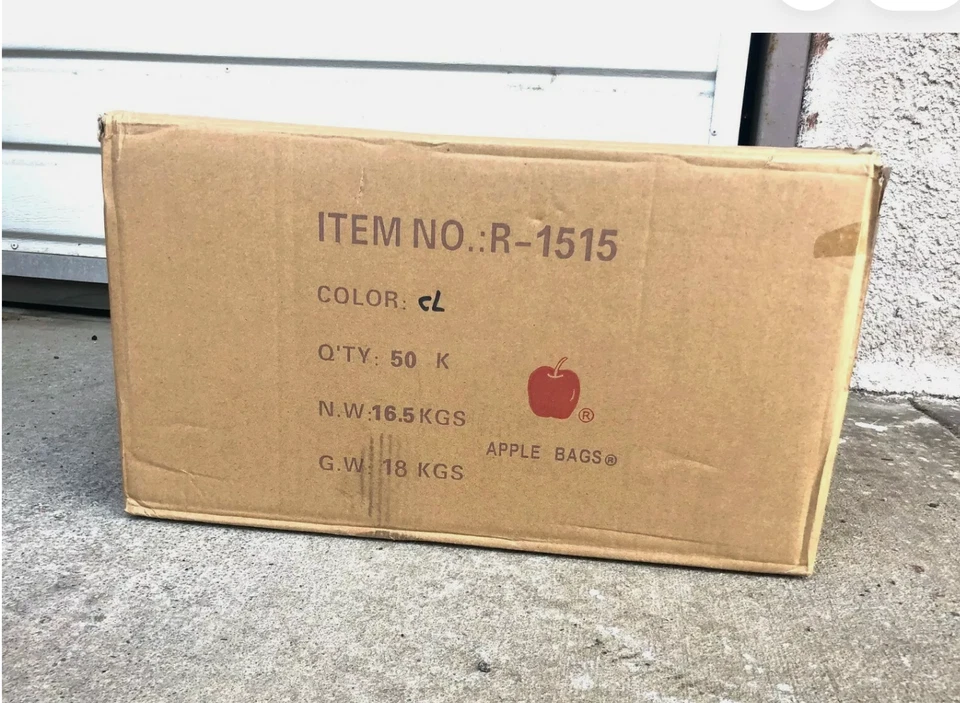 ITEM NO.:R-1515
COLOR: CL
Q'TY: 50 K
N.W:16.5 KGS
G.W: 18 KGS
®
APPLE BAGS®